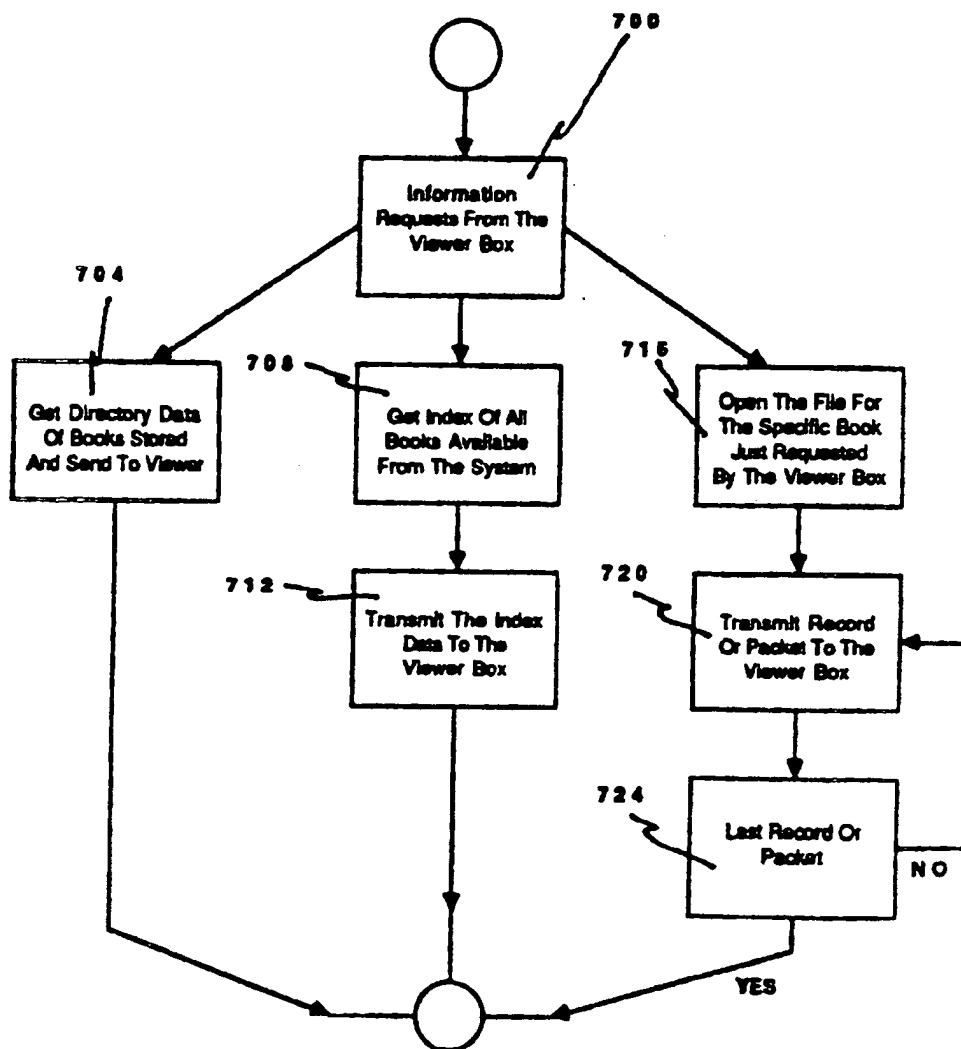 700
Information
Requests From The
Viewer Box
704
Get Directory Data
Of Books Stored
And Send To Viewer
708
Get Index Of All
Books Available
From The System
715
Open The File For
The Specific Book
Just Requested
By The Viewer Box
712
Transmit The Index
Data To The
Viewer Box
720
Transmit Record
Or Packet To The
Viewer Box
724
Last Record Or
Packet
NO
YES